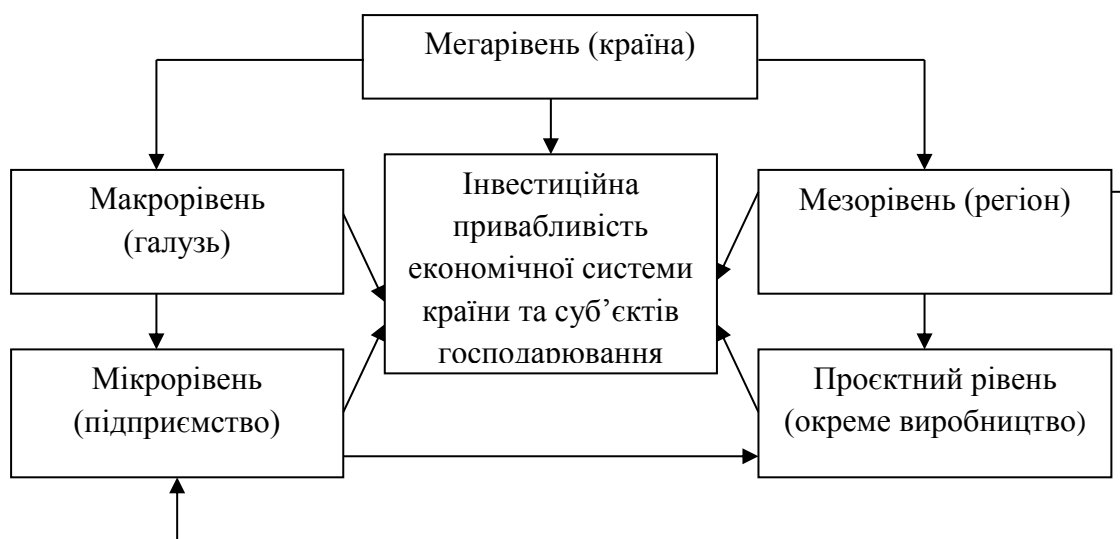 Мегарівень (країна)
Макрорівень
(галузь)
Інвестиційна
привабливість
економічної системи
країни та суб’єктів
господарювання
Мезорівень (регіон)
Мікрорівень
(підприємство)
Проєктний рівень
(окреме виробництво)